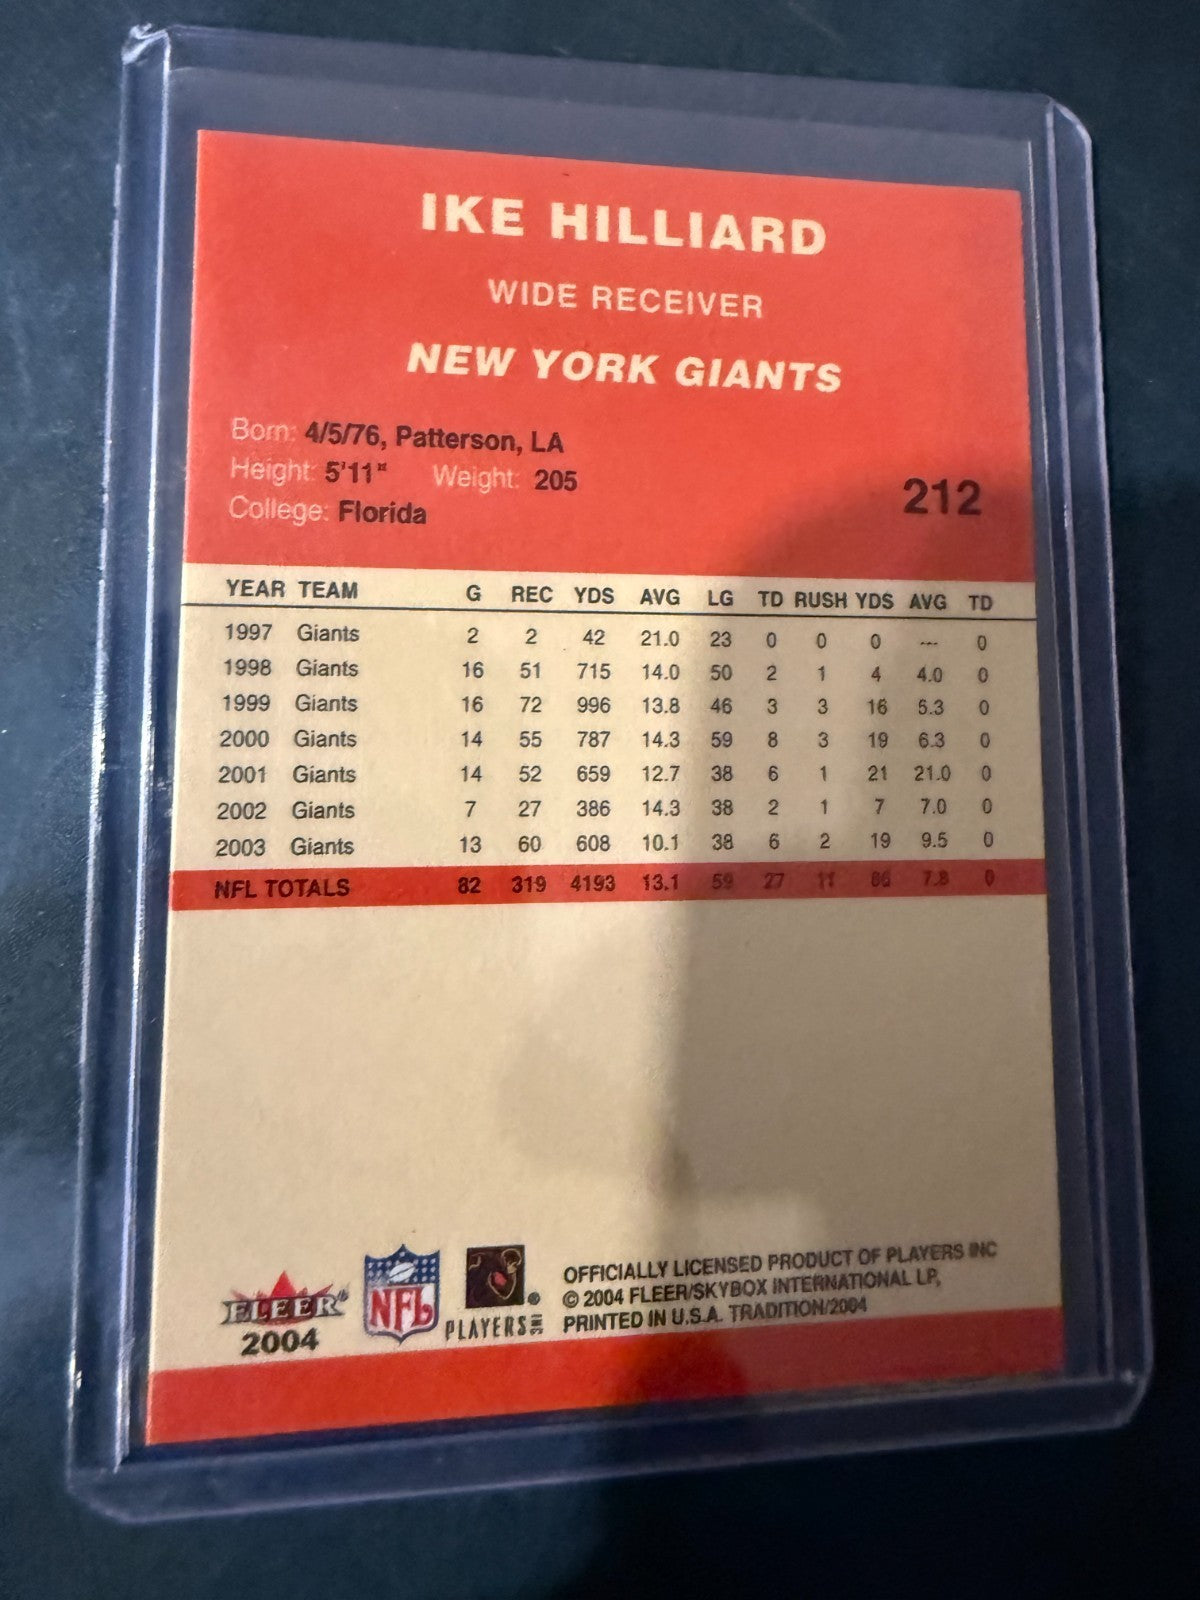 IKE HILLIARD
WIDE RECEIVER
NEW YORK GIANTS
Born: 4/5/76, Patterson, LA
Height: 5'11" Weight: 205
College: Florida
212
YEAR TEAM G REC YDS AVG LG TD RUSH YDS AVG TD
1997 Giants 2 2 42 21.0 23 0 0 0 --- 0
1998 Giants 16 51 715 14.0 50 2 1 4 4.0 0
1999 Giants 16 72 996 13.8 46 3 3 16 5.3 0
2000 Giants 14 55 787 14.3 59 8 3 19 6.3 0
2001 Giants 14 52 659 12.7 38 6 1 21 21.0 0
2002 Giants 7 27 386 14.3 38 2 1 7 7.0 0
2003 Giants 13 60 608 10.1 38 6 2 19 9.5 0
NFL TOTALS 82 319 4193 13.1 59 27 11 86 7.8 0
FLEER®
2004
NFL
®
PLAYERS INC
OFFICIALLY LICENSED PRODUCT OF PLAYERS INC
© 2004 FLEER/SKYBOX INTERNATIONAL LP,
PRINTED IN U.S.A. TRADITION/2004